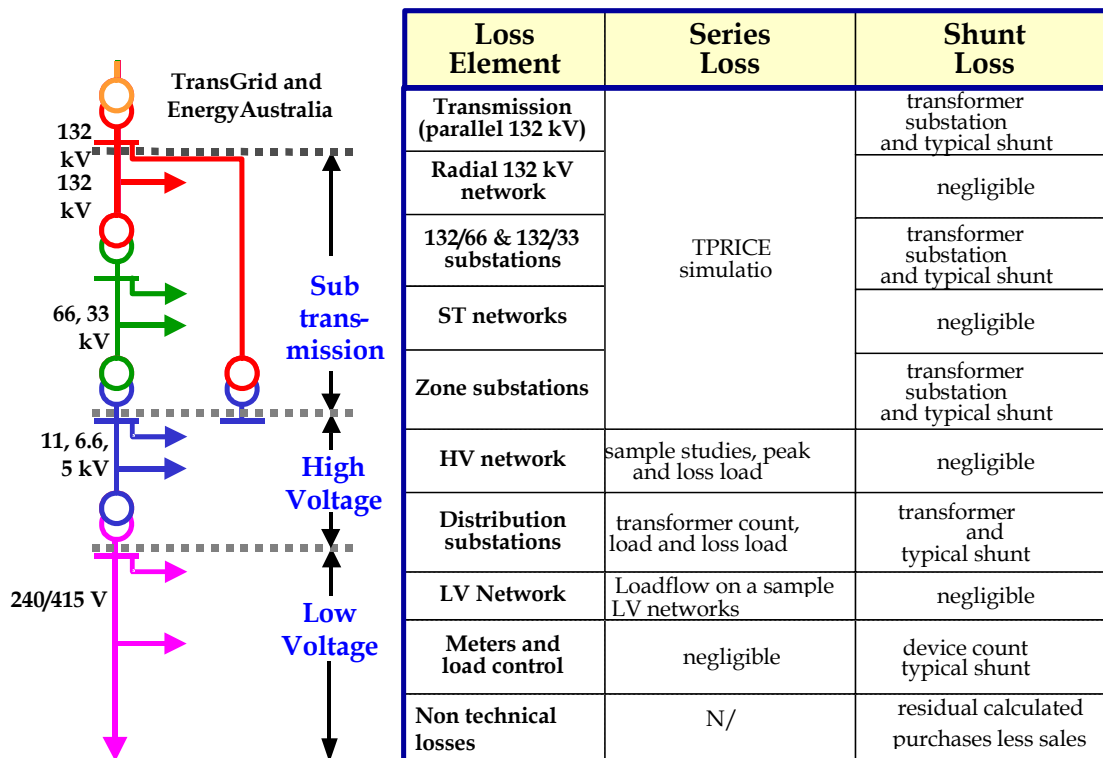 TransGrid and
EnergyAustralia
132
kV
132
kV
66, 33
kV
11, 6.6,
5 kV
240/415 V
Sub
trans-
mission
High
Voltage
Low
Voltage
Loss
Element
Series
Loss
Shunt
Loss
Transmission
(parallel 132 kV)
transformer
substation
and typical shunt
Radial 132 kV
network
negligible
132/66 & 132/33
substations
TPRICE
simulatio
transformer
substation
and typical shunt
ST networks
negligible
Zone substations
transformer
substation
and typical shunt
HV network
sample studies, peak
and loss load
negligible
Distribution
substations
transformer count,
load and loss load
transformer
and
typical shunt
LV Network
Loadflow on a sample
LV networks
negligible
Meters and
load control
negligible
device count
typical shunt
Non technical
losses
N/
residual calculated
purchases less sales